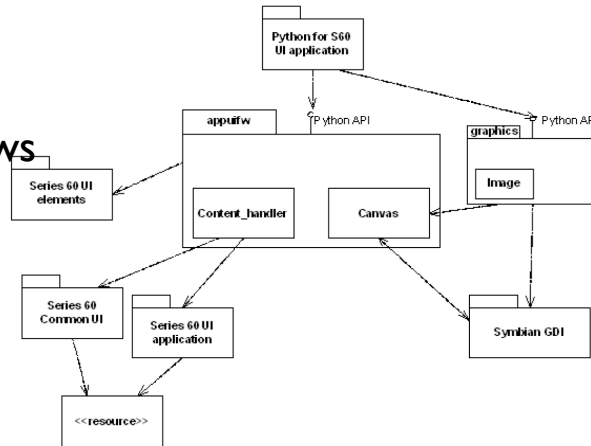 Python for S60
UI application
appuifw
Python API
Python AP
graphics
ws
Series 60 UI
elements
Image
Content_handler
Canvas
Series 60
Common UI
Series 60 UI
application
Symbian GDI
<<resource>>